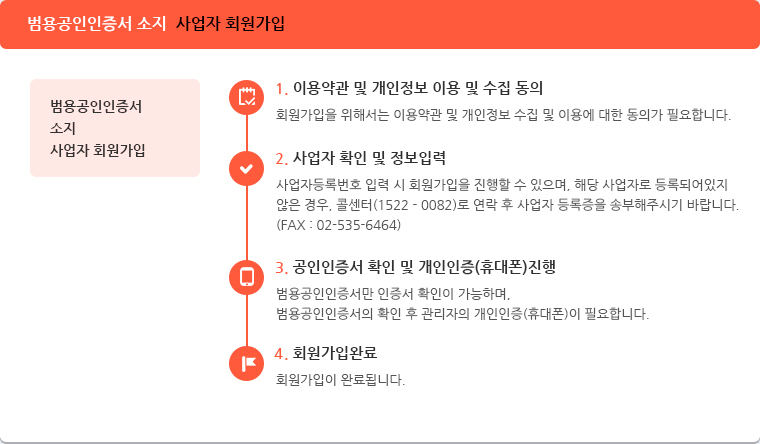 범용공인인증서 소지 사업자 회원가입
범용공인인증서
소지
사업자 회원가입
1. 이용약관 및 개인정보 이용 및 수집 동의
회원가입을 위해서는 이용약관 및 개인정보 수집 및 이용에 대한 동의가 필요합니다.
2. 사업자 확인 및 정보입력
사업자등록번호 입력 시 회원가입을 진행할 수 있으며, 해당 사업자로 등록되어있지
않은 경우, 콜센터(1522 - 0082)로 연락 후 사업자 등록증을 송부해주시기 바랍니다.
(FAX : 02-535-6464)
3. 공인인증서 확인 및 개인인증(휴대폰)진행
범용공인인증서만 인증서 확인이 가능하며,
범용공인인증서의 확인 후 관리자의 개인인증(휴대폰)이 필요합니다.
4. 회원가입완료
회원가입이 완료됩니다.